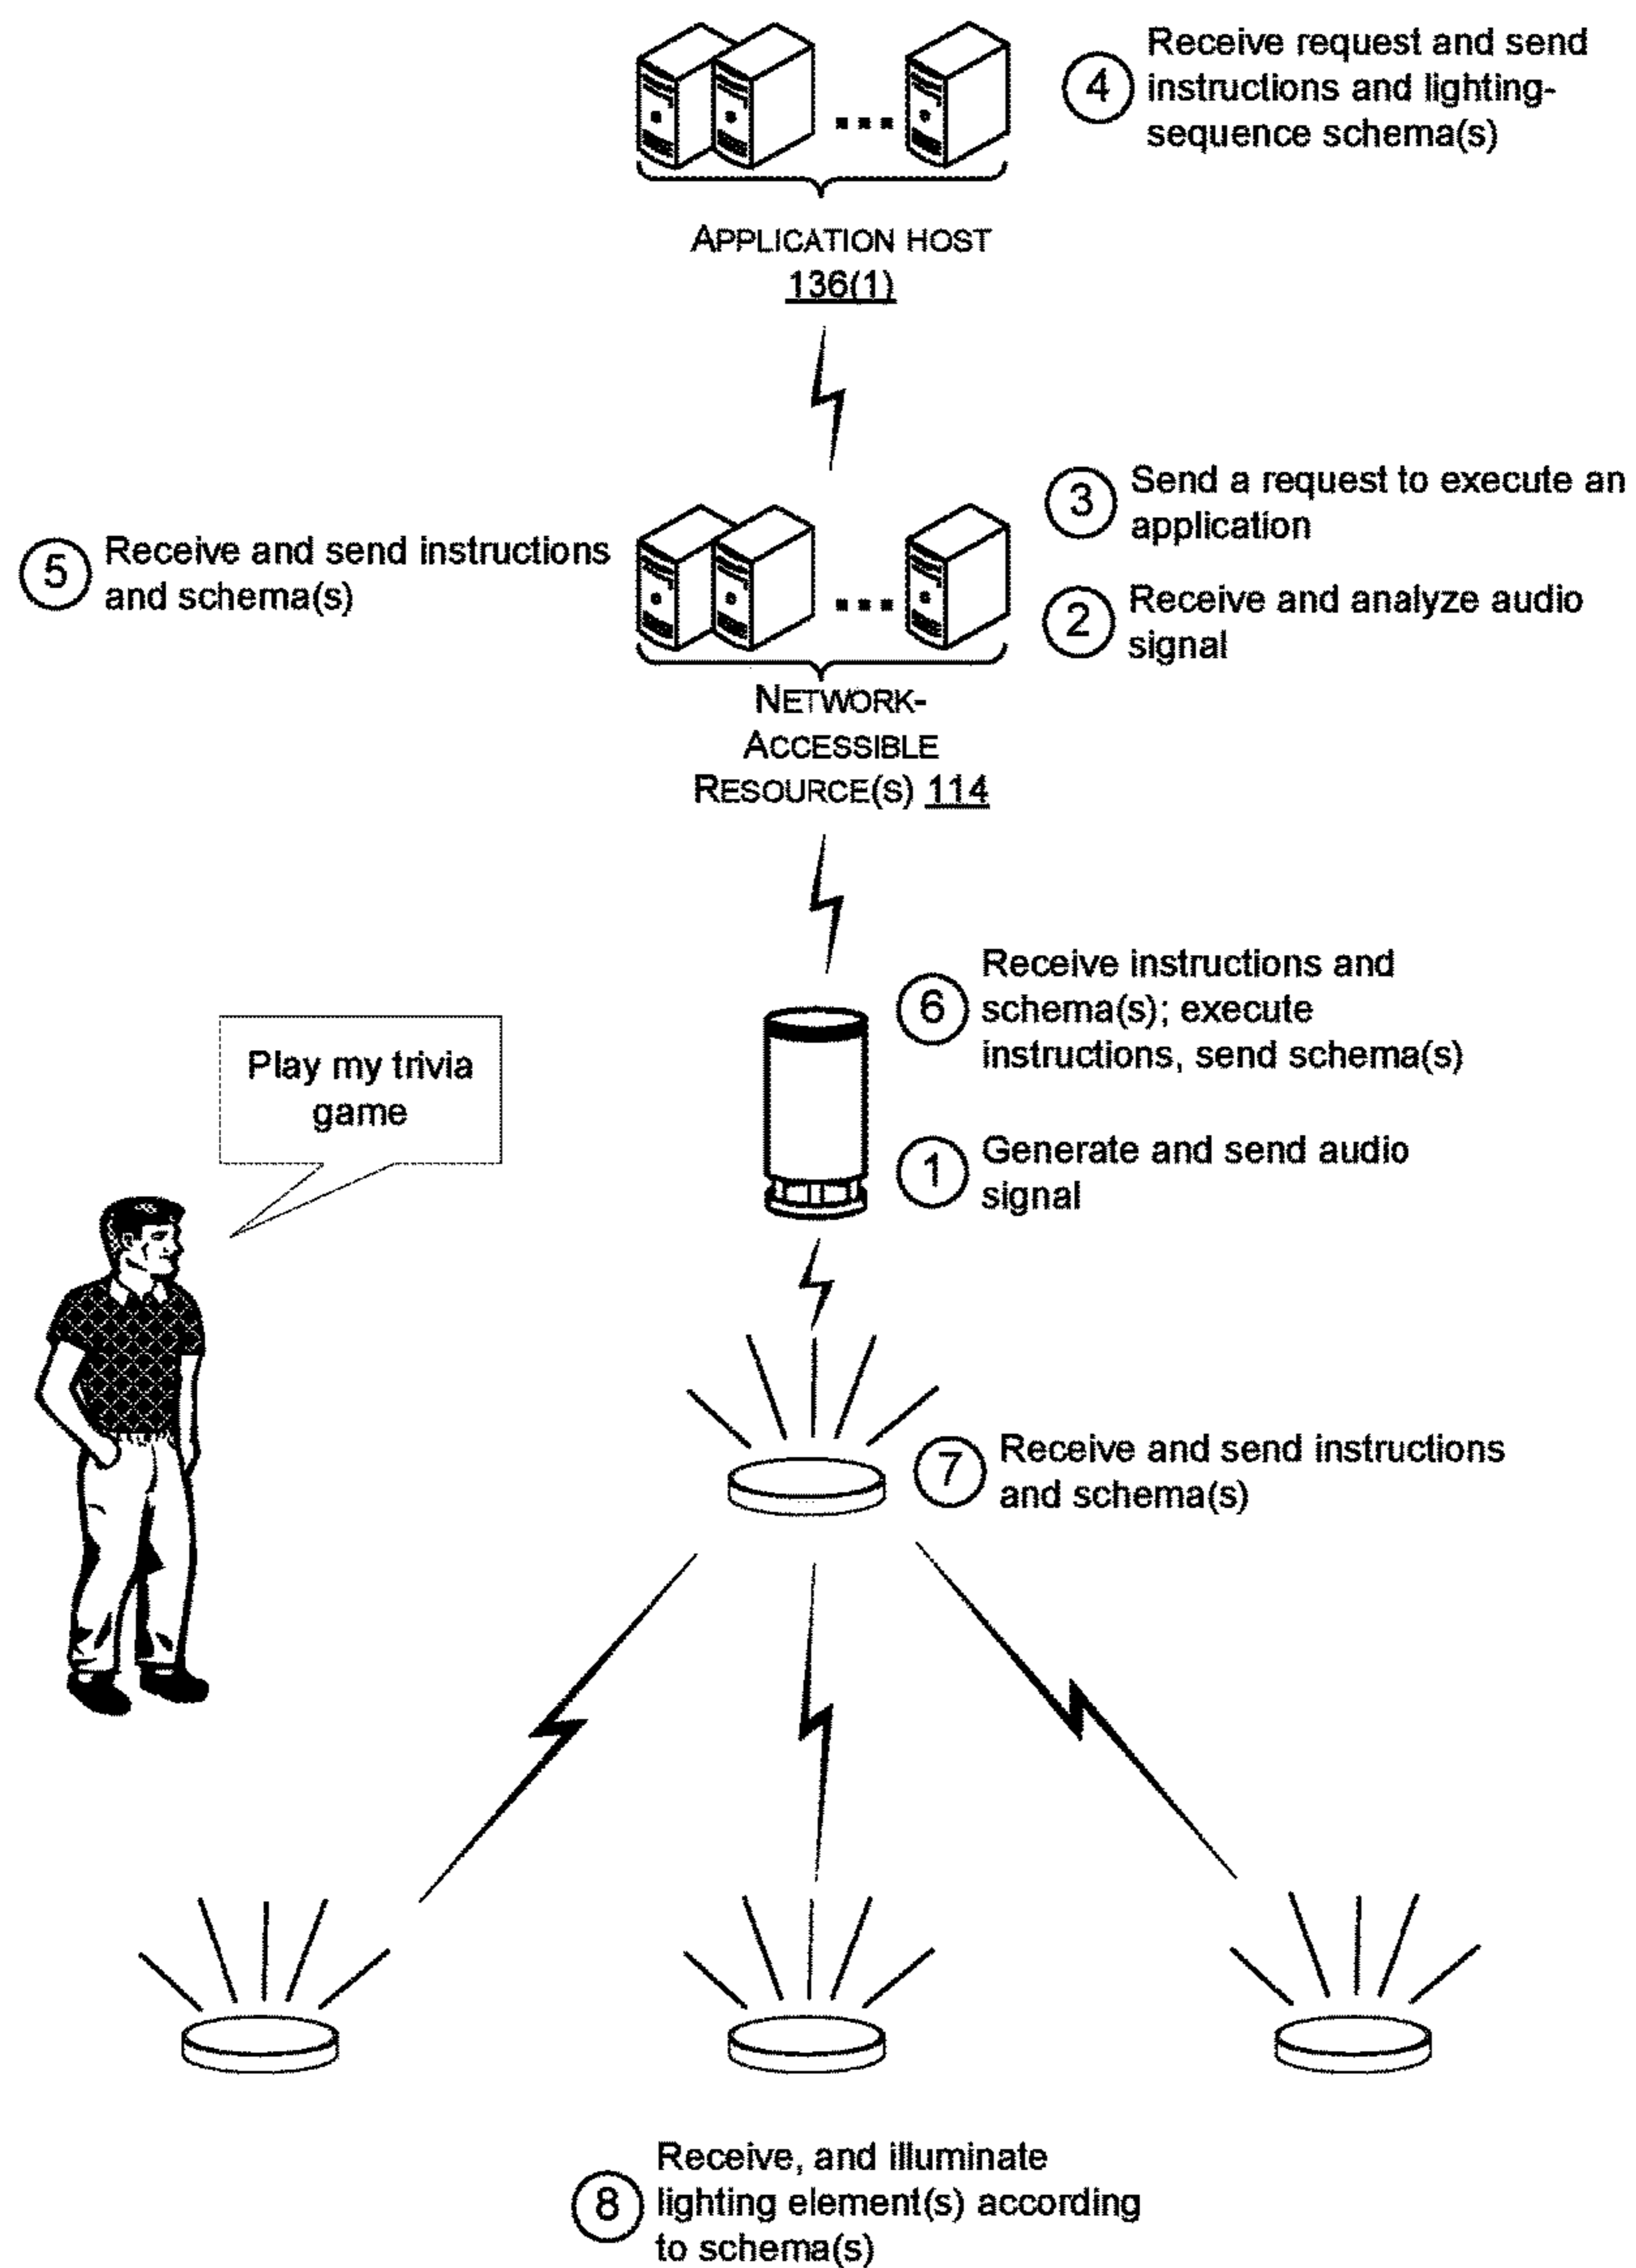 4
Receive request and send
instructions and lighting-
sequence schema(s)
APPLICATION HOST
136(1)
3
Send a request to execute an
application
5
Receive and send instructions
and schema(s)
2
Receive and analyze audio
signal
NETWORK-
ACCESSIBLE
RESOURCE(S) 114
6
Receive instructions and
schema(s); execute
instructions, send schema(s)
Play my trivia
game
1
Generate and send audio
signal
7
Receive and send instructions
and schema(s)
8
Receive, and illuminate
lighting element(s) according
to schema(s)